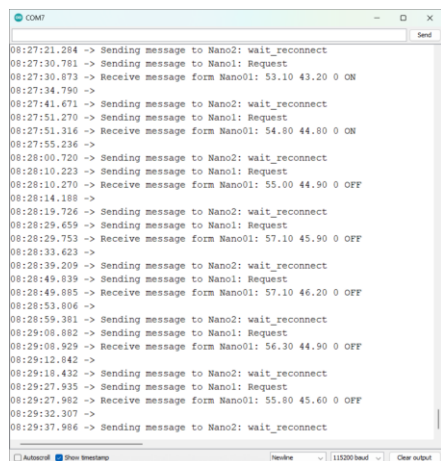 COM7
Send
08:27:21.284 -> Sending message to Nano2: wait_reconnect
08:27:30.781 -> Sending message to Nano1: Request
08:27:30.873 -> Receive message form Nano01: 53.10 43.20 0 ON
08:27:34.790 ->
08:27:41.671 -> Sending message to Nano2: wait_reconnect
08:27:51.270 -> Sending message to Nano1: Request
08:27:51.316 -> Receive message form Nano01: 54.80 44.80 0 ON
08:27:55.236 ->
08:28:00.720 -> Sending message to Nano2: wait_reconnect
08:28:10.223 -> Sending message to Nano1: Request
08:28:10.270 -> Receive message form Nano01: 55.00 44.90 0 OFF
08:28:14.188 ->
08:28:19.726 -> Sending message to Nano2: wait_reconnect
08:28:29.659 -> Sending message to Nano1: Request
08:28:29.753 -> Receive message form Nano01: 57.10 45.90 0 OFF
08:28:33.623 ->
08:28:39.209 -> Sending message to Nano2: wait_reconnect
08:28:49.839 -> Sending message to Nano1: Request
08:28:49.885 -> Receive message form Nano01: 57.10 46.20 0 OFF
08:28:53.806 ->
08:28:59.381 -> Sending message to Nano2: wait_reconnect
08:29:08.882 -> Sending message to Nano1: Request
08:29:08.929 -> Receive message form Nano01: 56.30 44.90 0 OFF
08:29:12.842 ->
08:29:18.432 -> Sending message to Nano2: wait_reconnect
08:29:27.935 -> Sending message to Nano1: Request
08:29:27.982 -> Receive message form Nano01: 55.80 45.60 0 OFF
08:29:32.307 ->
08:29:37.986 -> Sending message to Nano2: wait_reconnect
Autoscroll Show timestamp Newline 115200 baud Clear output